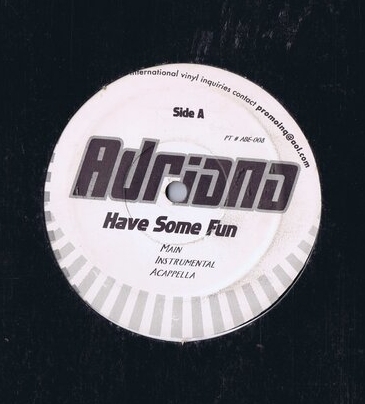 international vinyl inquiries contact promoinq@aol.com
Side A
PT # ABE-008
Adriana
Have Some Fun
MAIN
INSTRUMENTAL
ACAPPELLA